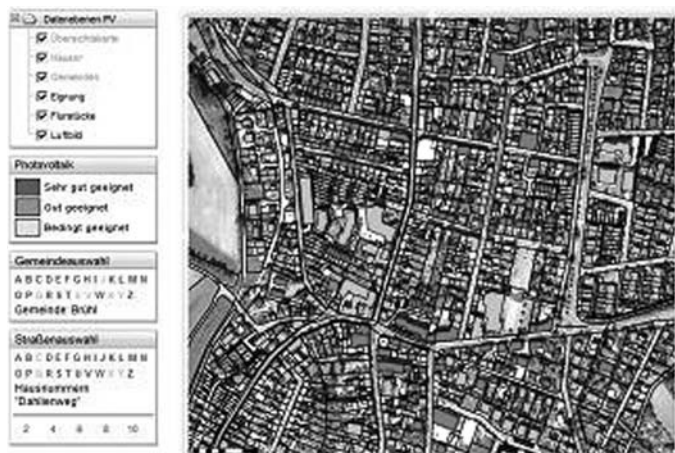 Datenebenen PV
Übersichtskarte
Häuser
Gemeinden
Eignung
Flurstücke
Luftbild
Photovoltaik
Sehr gut geeignet
Gut geeignet
Bedingt geeignet
Gemeindeauswahl
A B C D E F G H I J K L M N
O P Q R S T U V W X Y Z
Gemeinde Brühl
Straßenauswahl
A B C D E F G H I J K L M N
O P Q R S T U V W X Y Z
Hausnummern
"Dahlienweg"
2 4 6 8 10